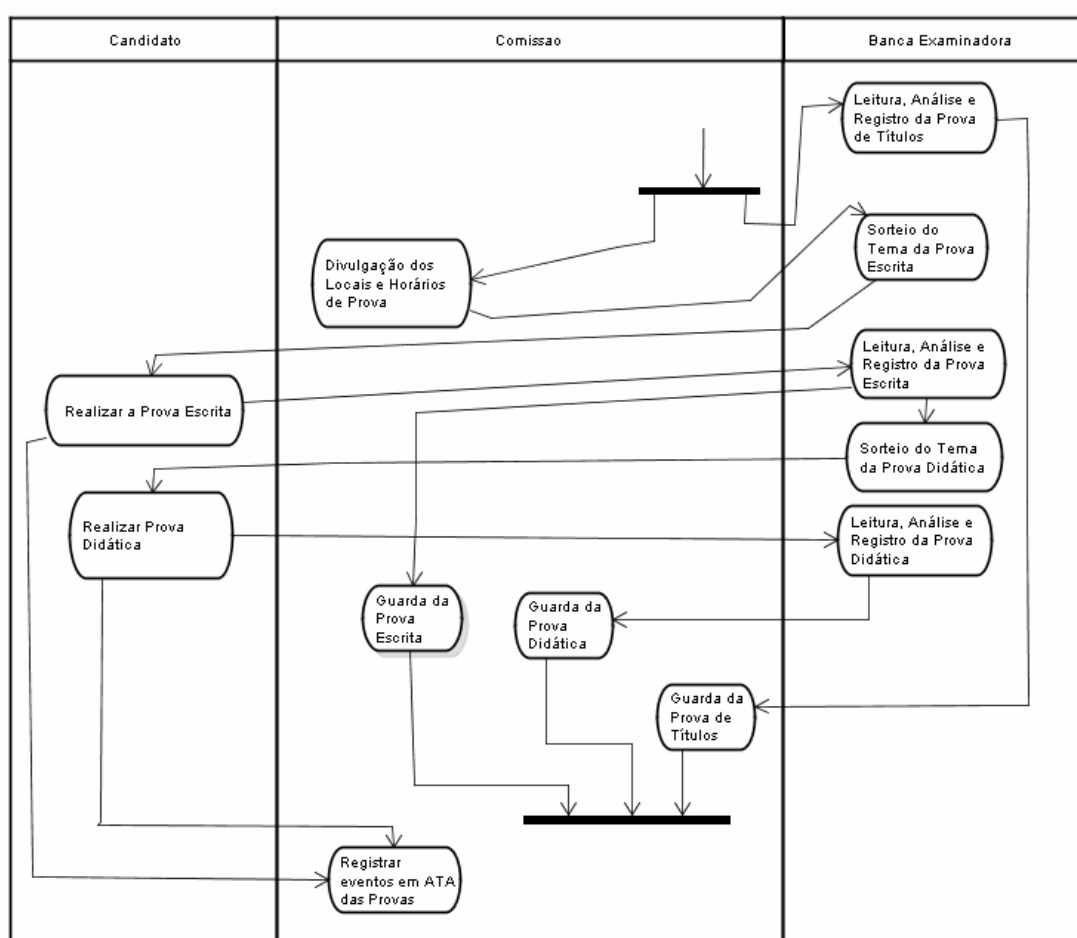 Candidato
Comissao
Banca Examinadora
Leitura, Análise e
Registro da Prova
de Títulos
Sorteio do
Tema da Prova
Escrita
Divulgação dos
Locais e Horários
de Prova
Leitura, Análise e
Registro da Prova
Escrita
Realizar a Prova Escrita
Sorteio do Tema
da Prova Didática
Realizar Prova
Didática
Leitura, Análise e
Registro da Prova
Didática
Guarda da
Prova
Escrita
Guarda da
Prova
Didática
Guarda da
Prova de
Títulos
Registrar
eventos em ATA
das Provas